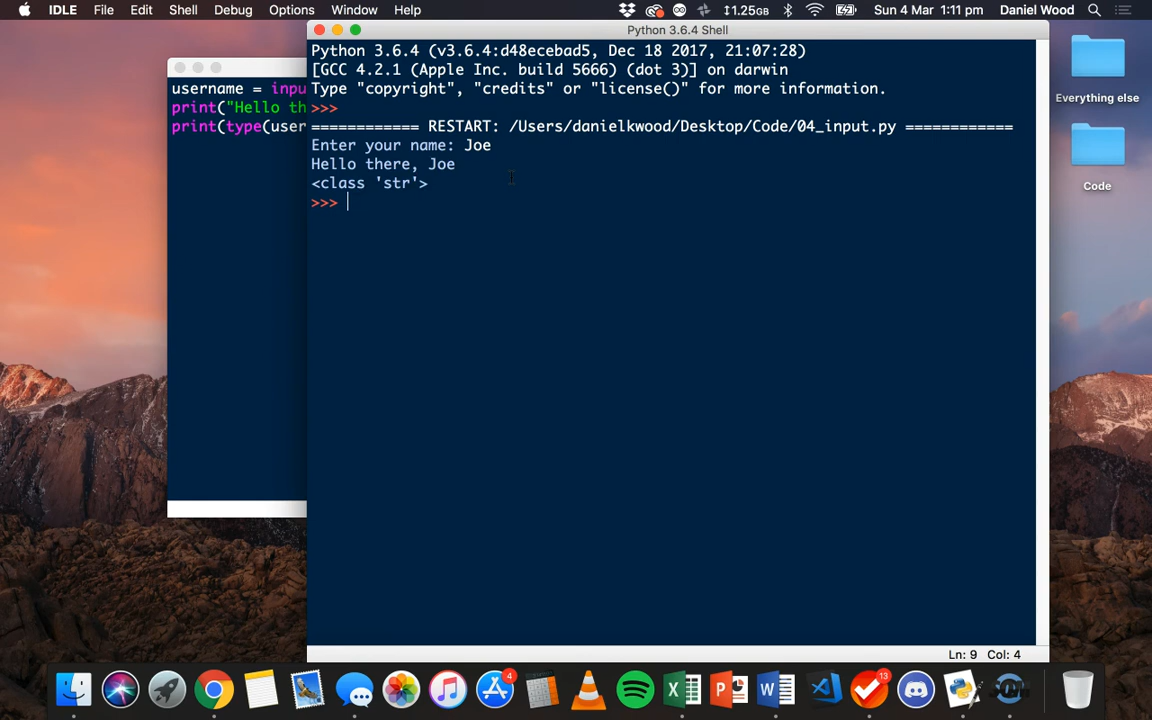 IDLE File Edit Shell Debug Options Window Help 1.25GB Sun 4 Mar 1:11 pm Daniel Wood
Python 3.6.4 Shell
username = inpu
print("Hello th
print(type(user
Python 3.6.4 (v3.6.4:d48ecebad5, Dec 18 2017, 21:07:28)
[GCC 4.2.1 (Apple Inc. build 5666) (dot 3)] on darwin
Type "copyright", "credits" or "license()" for more information.
>>>
============ RESTART: /Users/danielkwood/Desktop/Code/04_input.py ============
Enter your name: Joe
Hello there, Joe
<class 'str'>
>>>
Ln: 9 Col: 4
Everything else
Code
4
13